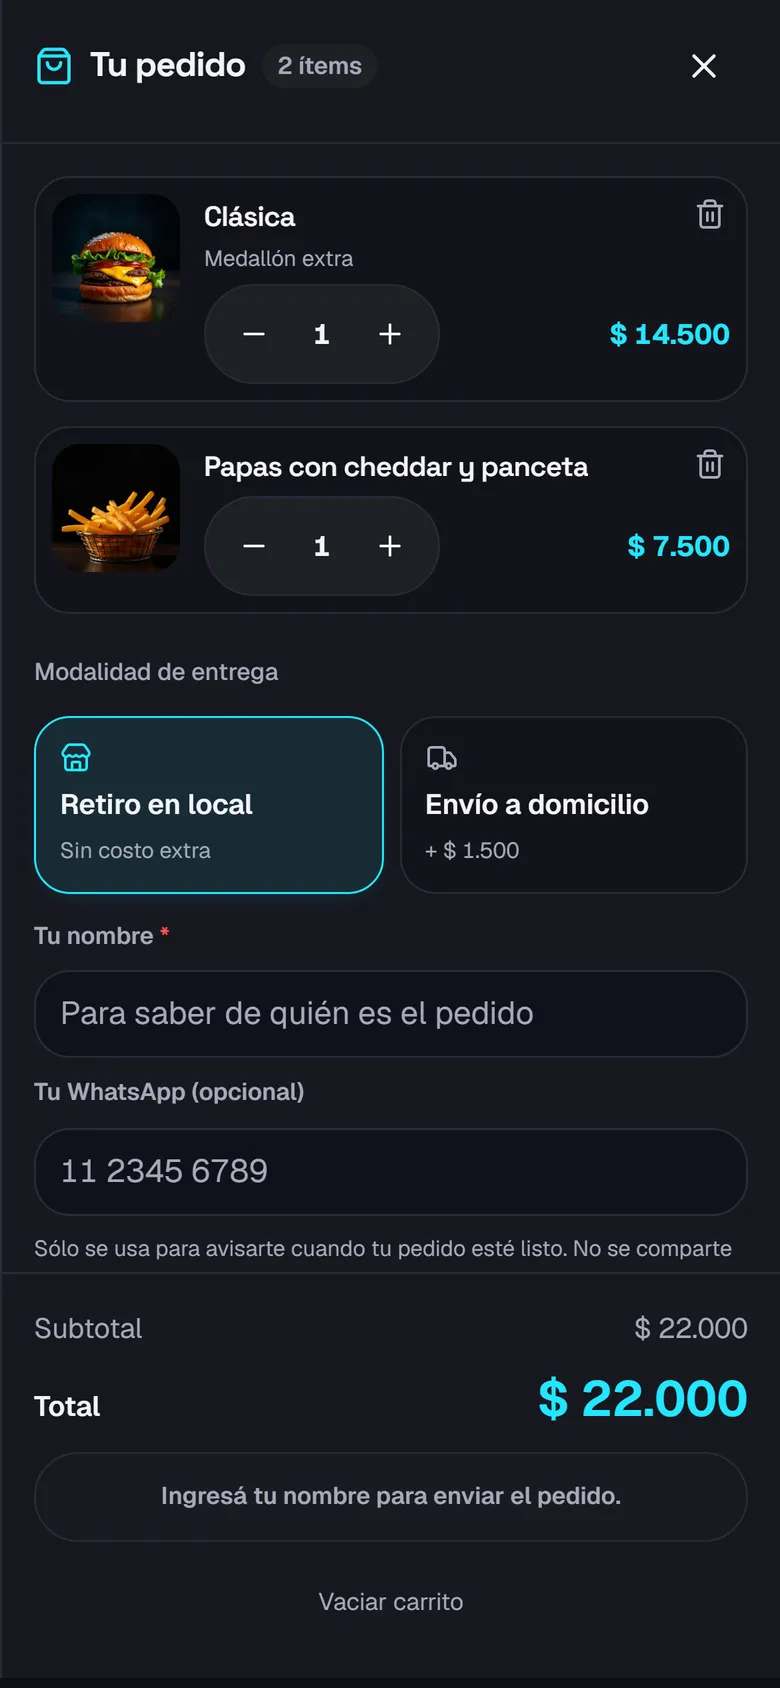 Tu pedido
2 ítems
Clásica
Medallón extra
1
$ 14.500
Papas con cheddar y panceta
1
$ 7.500
Modalidad de entrega
Retiro en local
Sin costo extra
Envío a domicilio
+ $ 1.500
Tu nombre *
Para saber de quién es el pedido
Tu WhatsApp (opcional)
11 2345 6789
Sólo se usa para avisarte cuando tu pedido esté listo. No se comparte
Subtotal
$ 22.000
Total
$ 22.000
Ingresá tu nombre para enviar el pedido.
Vaciar carrito